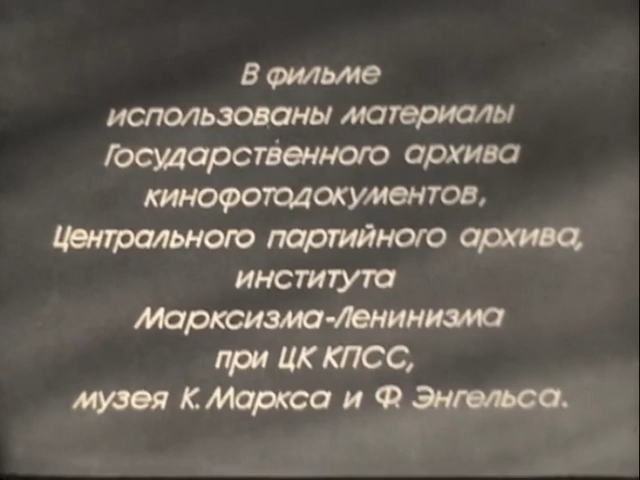 В фильме
использованы материалы
Государственного архива
кинофотодокументов,
Центрального партийного архива,
института
Марксизма-Ленинизма
при ЦК КПСС,
музея К. Маркса и Ф. Энгельса.